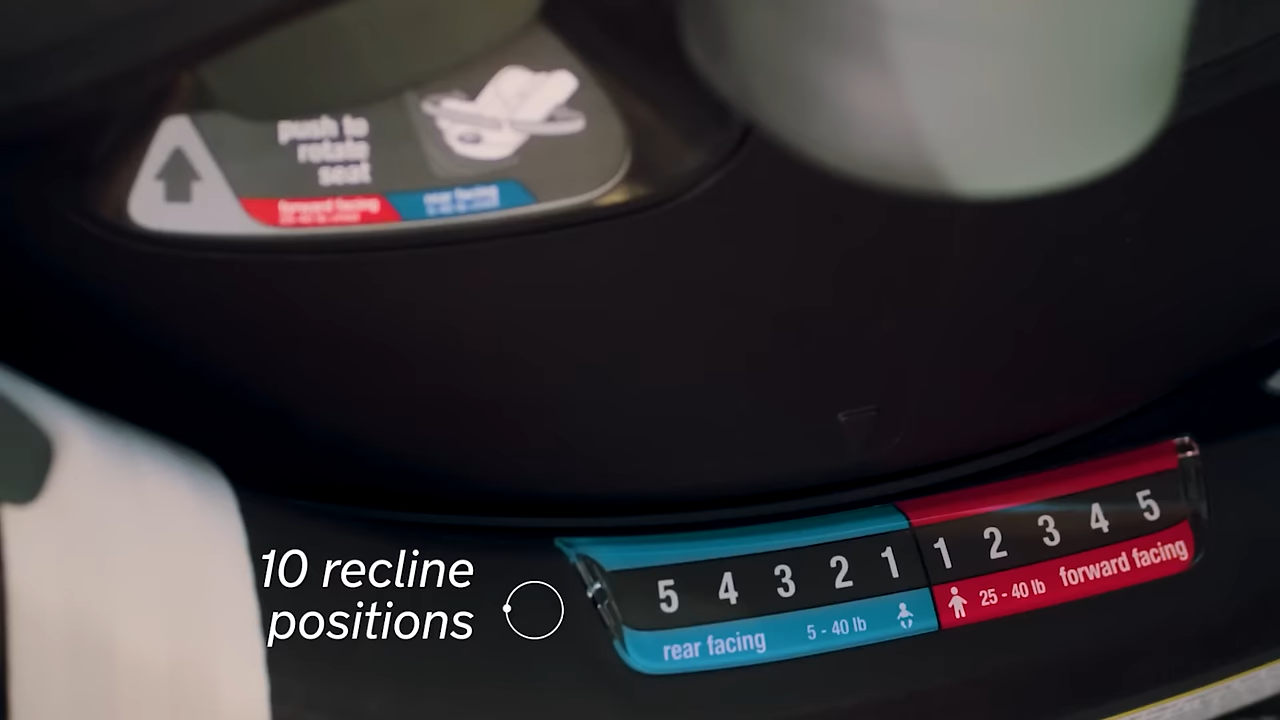 push to
rotate
seat
forward facing
rear facing
10 recline
positions
5 4 3 2 1 1 2 3 4 5
rear facing 5 - 40 lb 25 - 40 lb forward facing